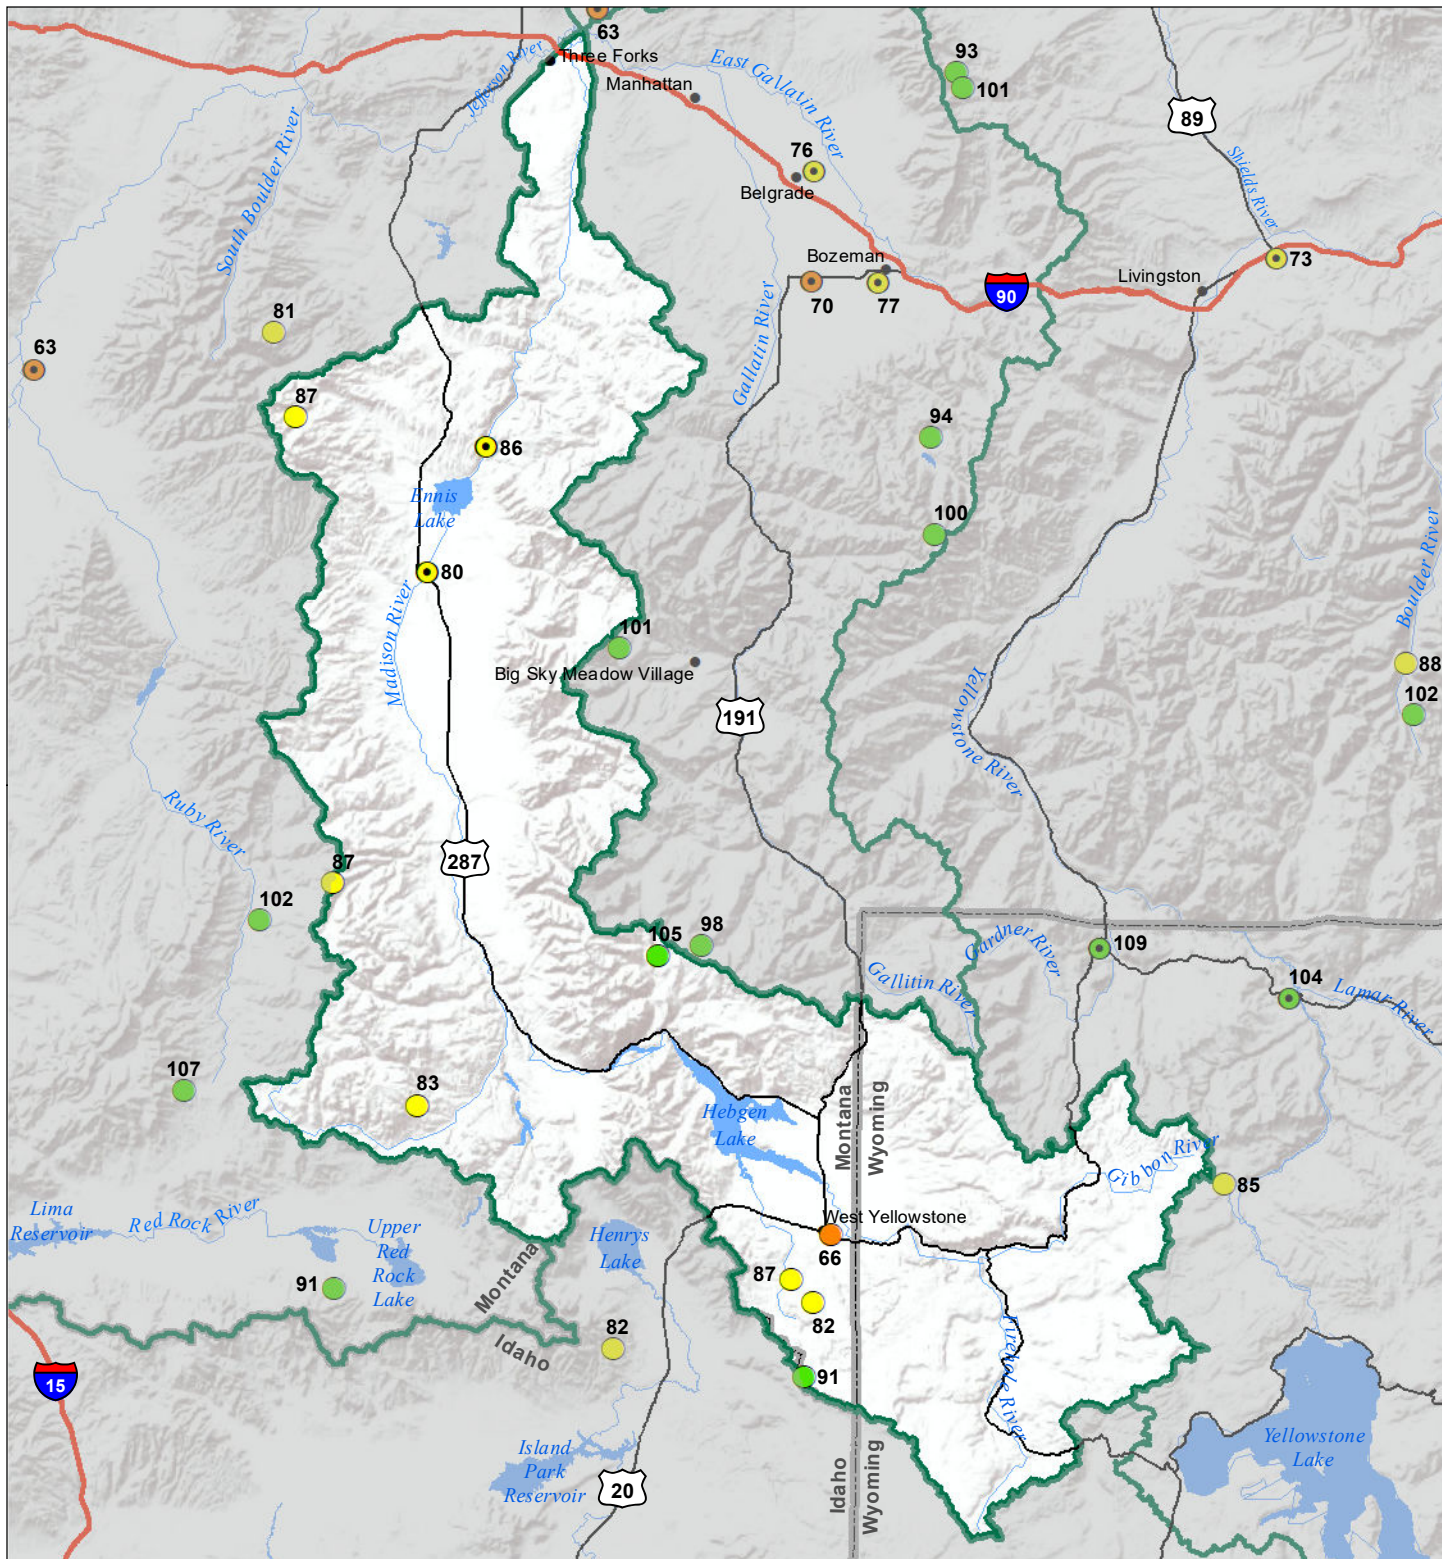 63
Three Forks
Jefferson River
Manhattan
East Gallatin River
93
101
89
South Boulder River
76
Belgrade
Shields River
Bozeman
73
Livingston
90
70
77
81
63
Gallatin River
87
94
86
Ennis
Lake
100
80
Boulder River
Madison River
101
Big Sky Meadow Village
88
102
191
Yellowstone River
Ruby River
287
87
102
105
98
Gardner River
109
Gallitin River
104
Lamar River
107
83
Hebgen
Lake
Montana
Wyoming
Gibbon River
85
Lima
Reservoir
Red Rock River
Upper
Red
Rock
Lake
Henrys
Lake
West Yellowstone
66
Montana
91
87
82
Idaho
82
Firehole River
15
91
Island
Park
Reservoir
20
Idaho
Wyoming
Yellowstone
Lake